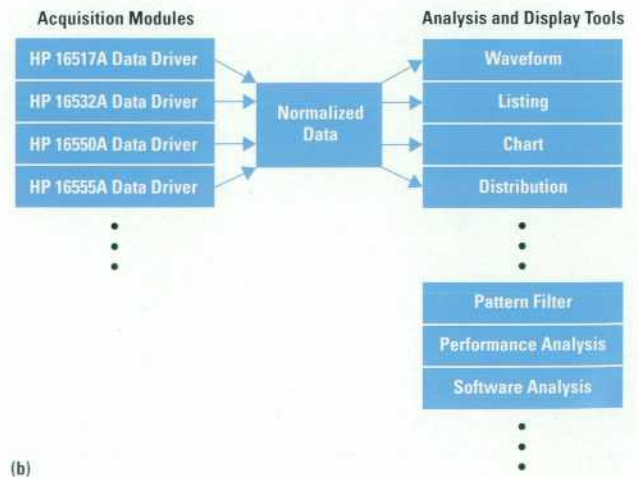 Acquisition Modules
HP 16517A Data Driver
HP 16532A Data Driver
HP 16550A Data Driver
HP 16555A Data Driver
Normalized
Data
Analysis and Display Tools
Waveform
Listing
Chart
Distribution
Pattern Filter
Performance Analysis
Software Analysis
(b)